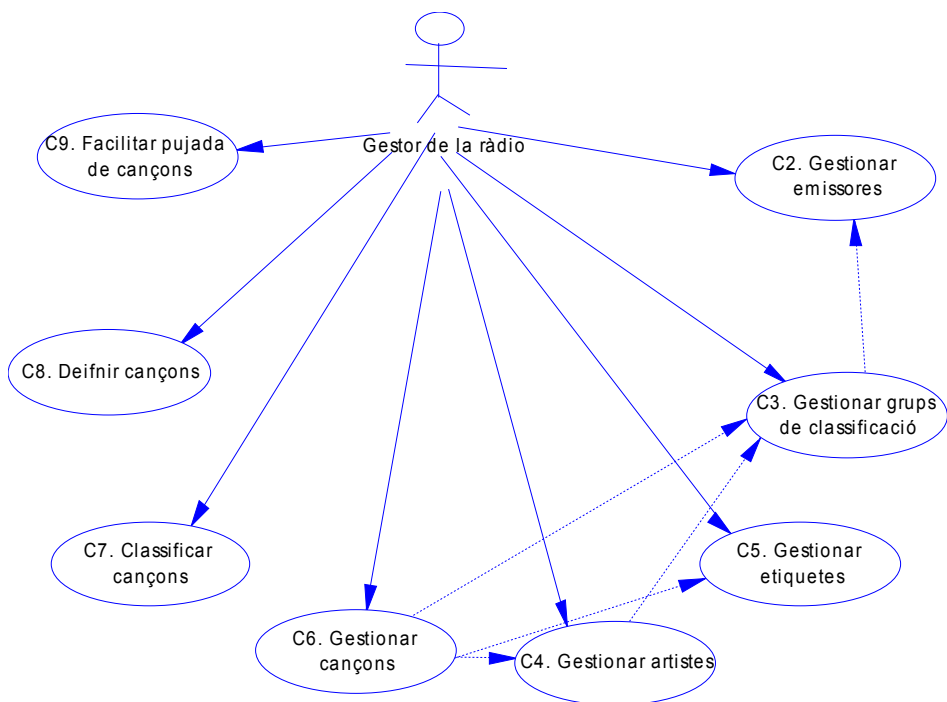 Gestor de la ràdio
C9. Facilitar pujada
de cançons
C2. Gestionar
emissores
C8. Deifnir cançons
C3. Gestionar grups
de classificació
C7. Classificar
cançons
C5. Gestionar
etiquetes
C6. Gestionar
cançons
C4. Gestionar artistes